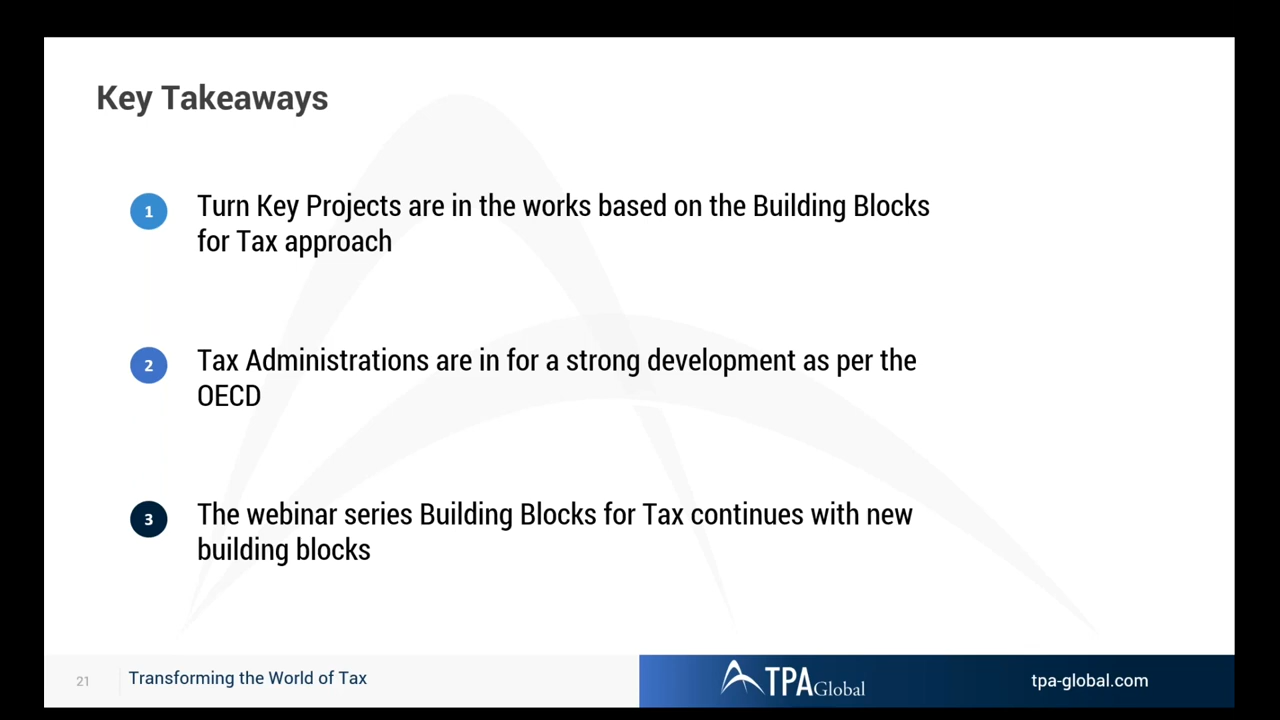 Key Takeaways
1
Turn Key Projects are in the works based on the Building Blocks
for Tax approach
2
Tax Administrations are in for a strong development as per the
OECD
3
The webinar series Building Blocks for Tax continues with new
building blocks
21
Transforming the World of Tax
TPA Global
tpa-global.com